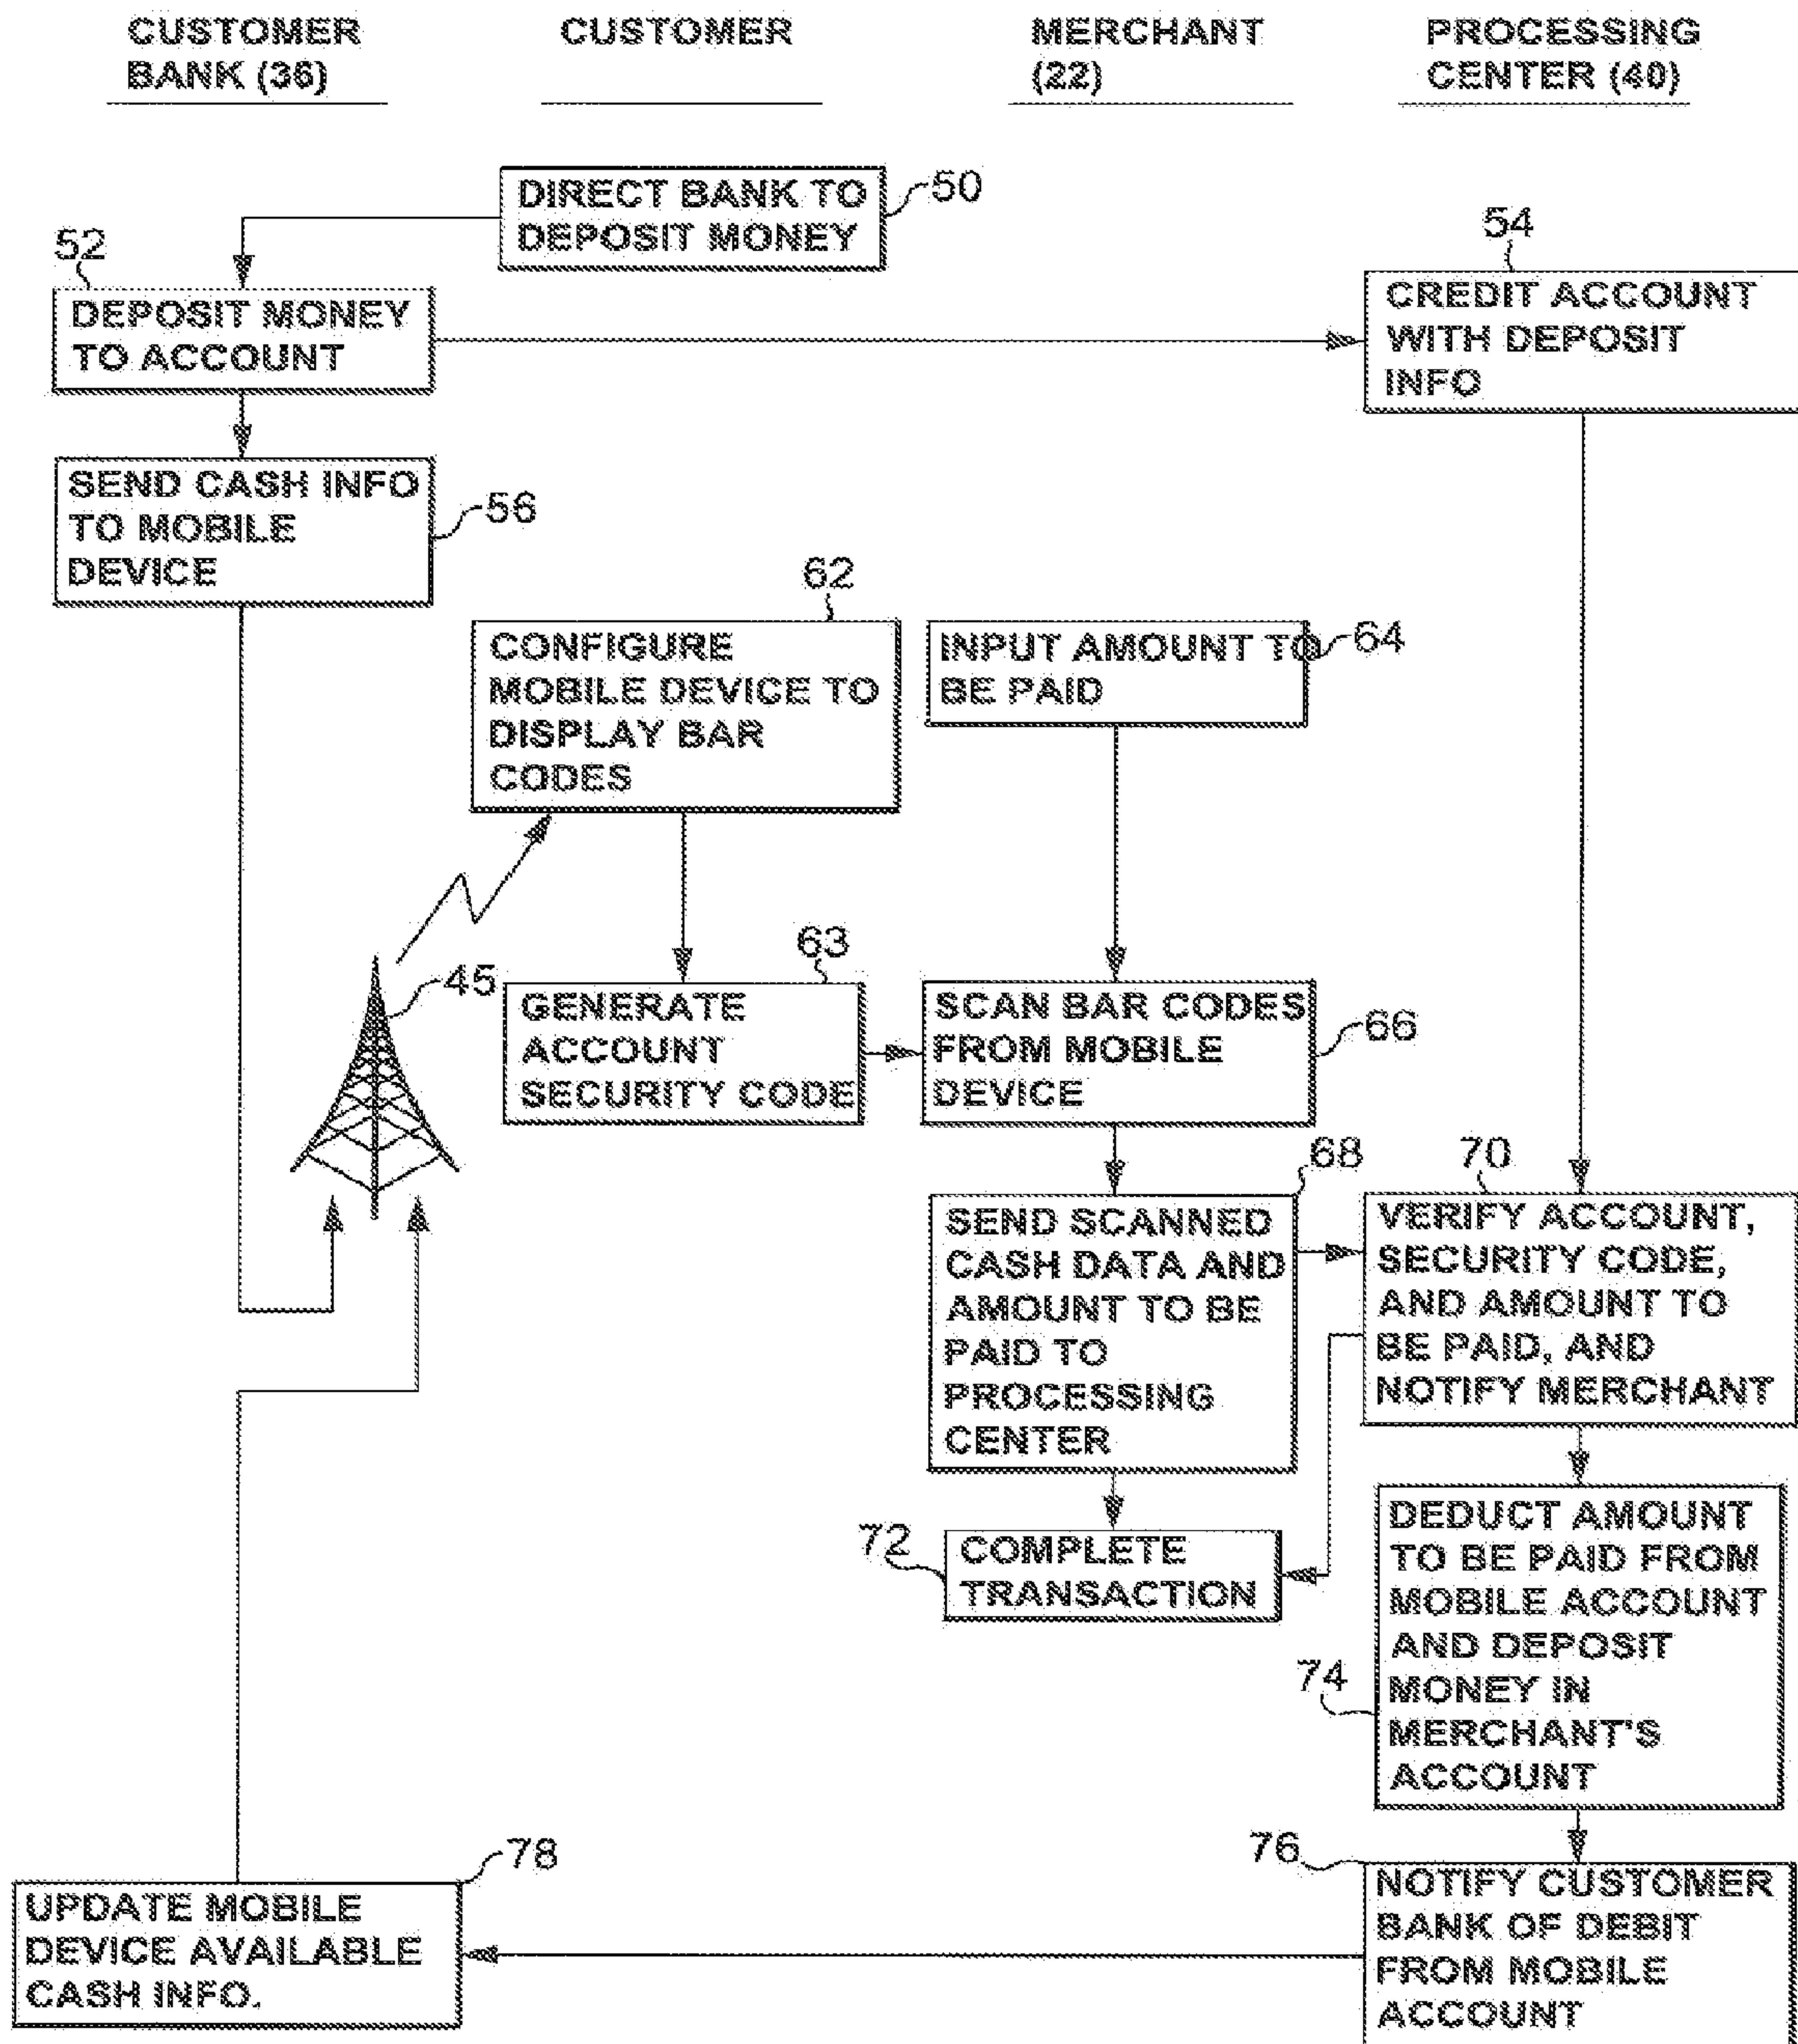 CUSTOMER
BANK (36)
CUSTOMER
MERCHANT
(22)
PROCESSING
CENTER (40)
DIRECT BANK TO
DEPOSIT MONEY
50
52
DEPOSIT MONEY
TO ACCOUNT
54
CREDIT ACCOUNT
WITH DEPOSIT
INFO
SEND CASH INFO
TO MOBILE
DEVICE
56
62
CONFIGURE
MOBILE DEVICE TO
DISPLAY BAR
CODES
INPUT AMOUNT TO
BE PAID
64
45
63
GENERATE
ACCOUNT
SECURITY CODE
SCAN BAR CODES
FROM MOBILE
DEVICE
66
68
SEND SCANNED
CASH DATA AND
AMOUNT TO BE
PAID TO
PROCESSING
CENTER
70
VERIFY ACCOUNT,
SECURITY CODE,
AND AMOUNT TO
BE PAID, AND
NOTIFY MERCHANT
72
COMPLETE
TRANSACTION
74
DEDUCT AMOUNT
TO BE PAID FROM
MOBILE ACCOUNT
AND DEPOSIT
MONEY IN
MERCHANT'S
ACCOUNT
76
NOTIFY CUSTOMER
BANK OF DEBIT
FROM MOBILE
ACCOUNT
78
UPDATE MOBILE
DEVICE AVAILABLE
CASH INFO.